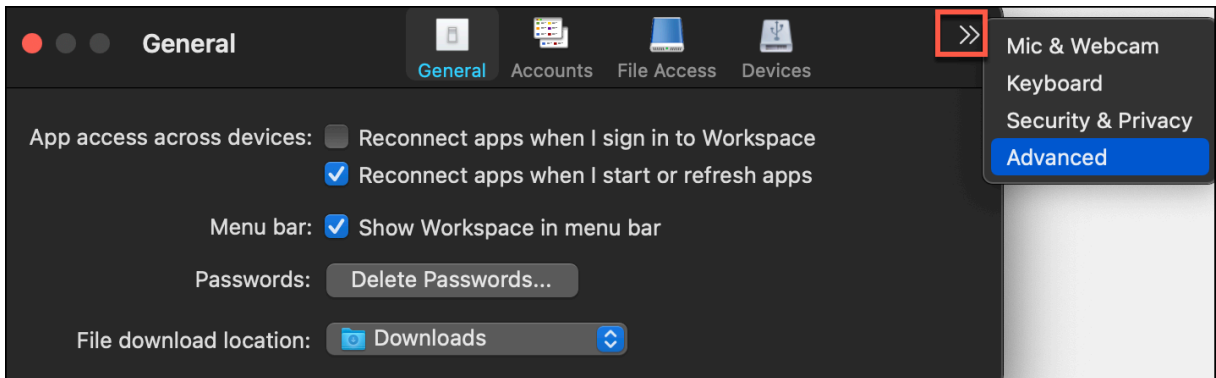 General
General Accounts File Access Devices
Mic & Webcam
Keyboard
Security & Privacy
Advanced
App access across devices: Reconnect apps when I sign in to Workspace
Reconnect apps when I start or refresh apps
Menu bar: Show Workspace in menu bar
Passwords: Delete Passwords...
File download location: Downloads